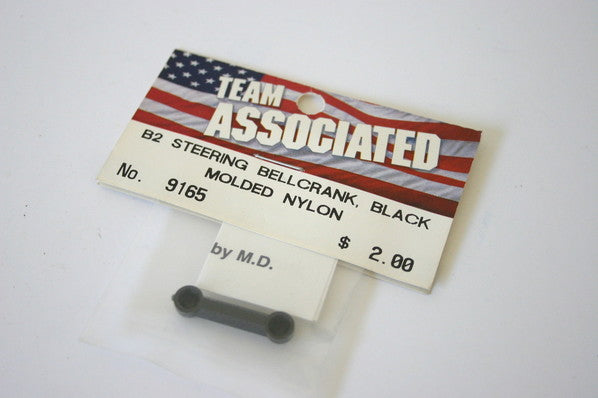 TEAM
ASSOCIATED
B2 STEERING BELLCRANK, BLACK
MOLDED NYLON
No. 9165
$ 2.00
by M.D.